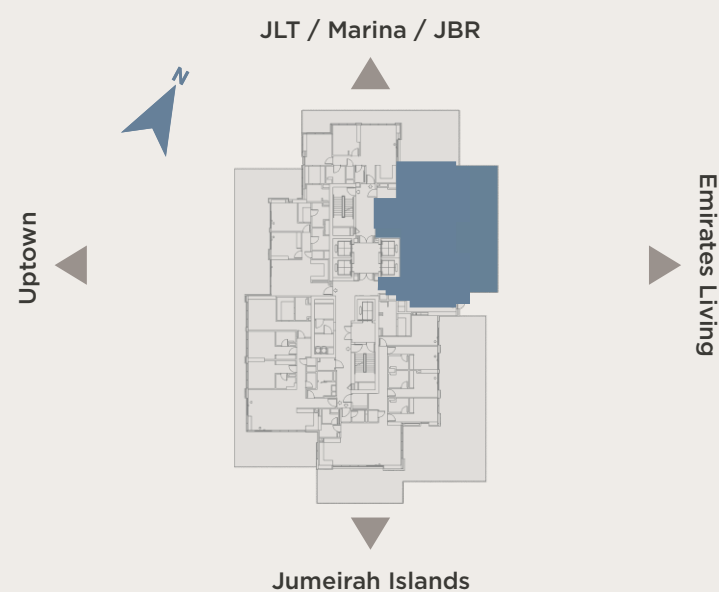 JLT / Marina / JBR
N
Uptown
Emirates Living
Jumeirah Islands